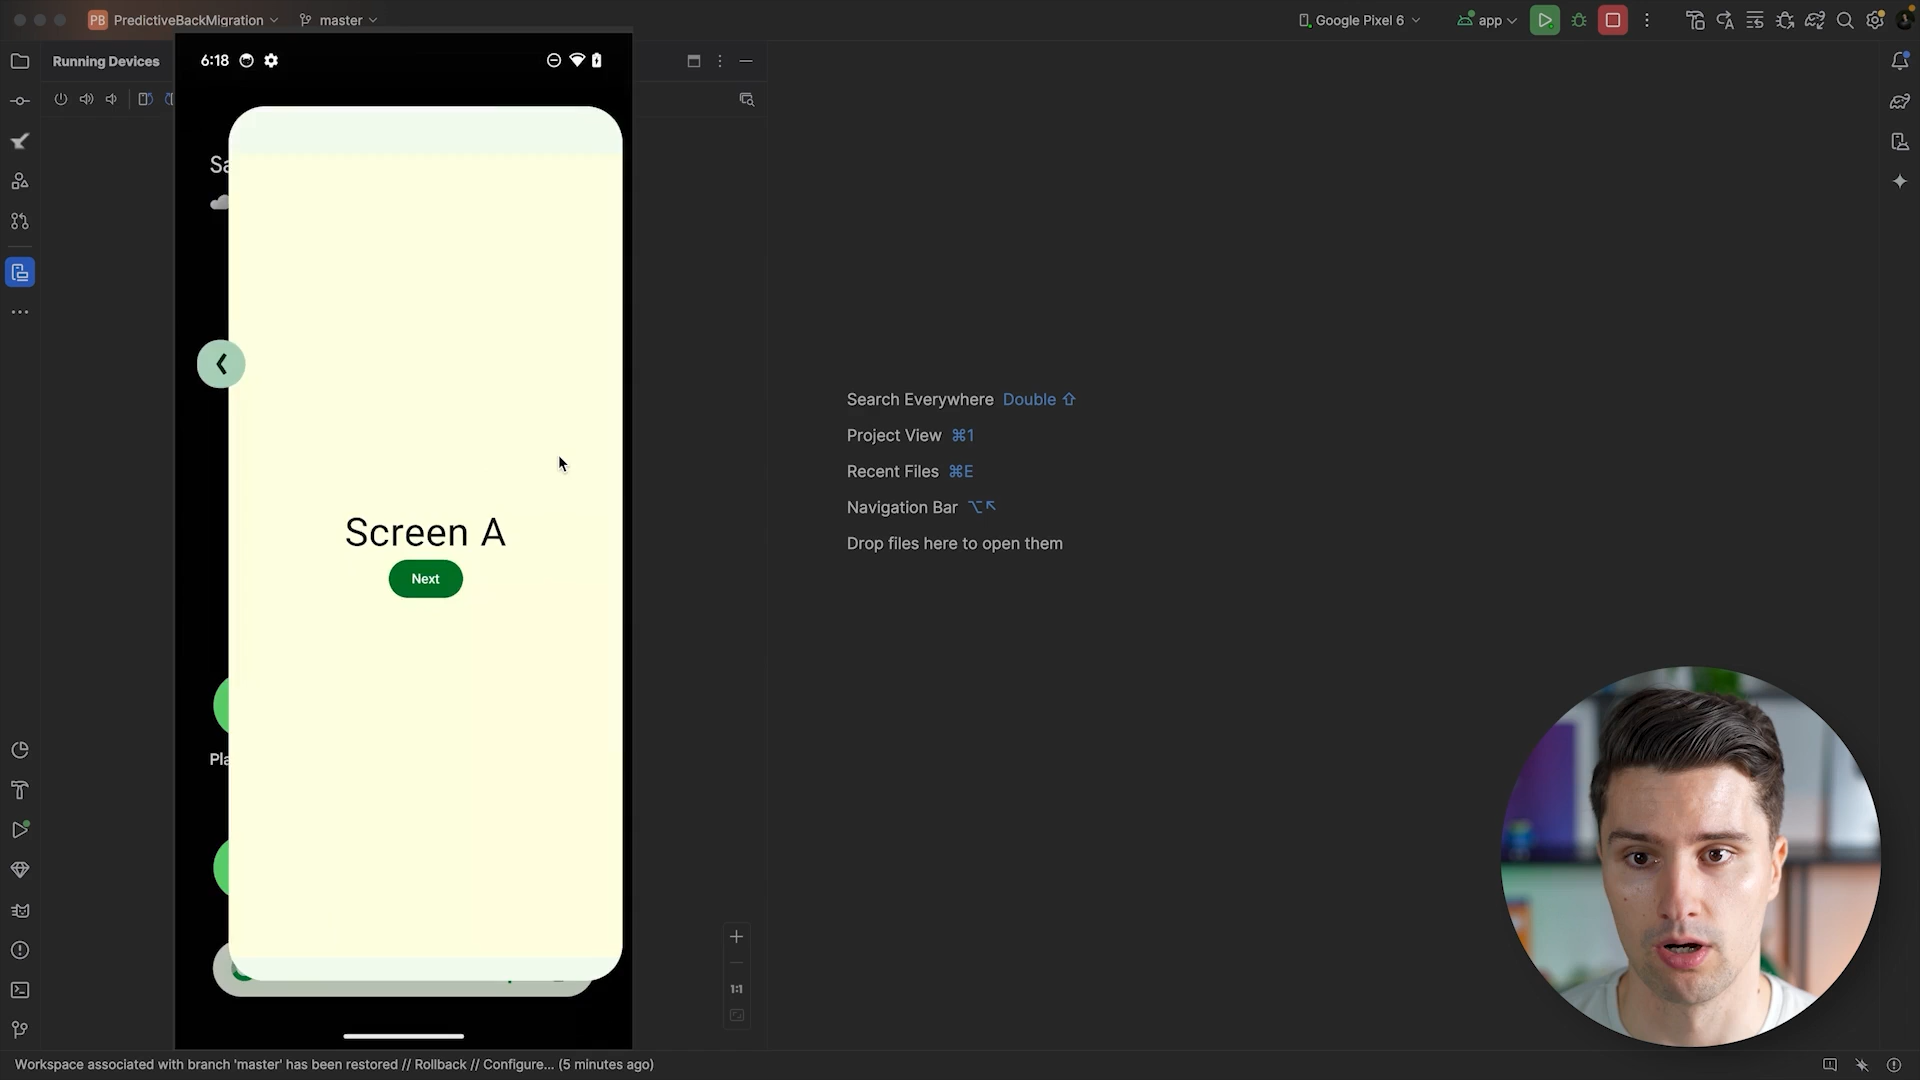 PB PredictiveBackMigration master Google Pixel 6 app
Running Devices
6:18
Sa
Screen A
Next
Pla
Search Everywhere Double ⇧
Project View ⌘1
Recent Files ⌘E
Navigation Bar ⌥↖
Drop files here to open them
1:1
Workspace associated with branch 'master' has been restored // Rollback // Configure... (5 minutes ago)